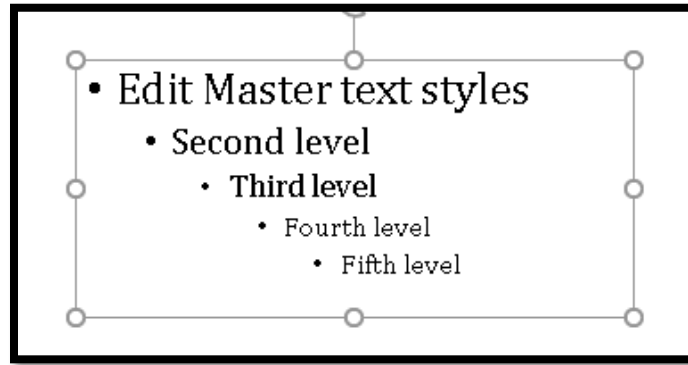 • Edit Master text styles
• Second level
• Third level
• Fourth level
• Fifth level